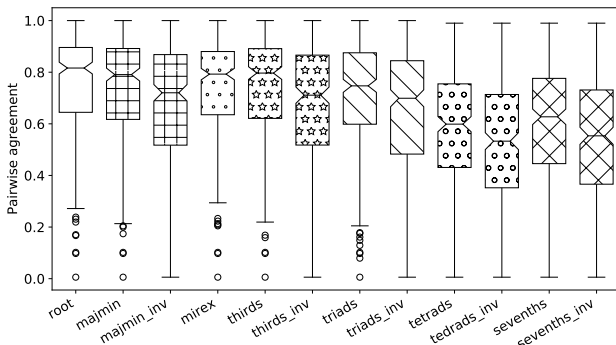 Pairwise agreement
1.0
0.8
0.6
0.4
0.2
0.0
root
majmin
majmin_inv
mirex
thirds
thirds_inv
triads
triads_inv
tetrads
tedrads_inv
sevenths
sevenths_inv